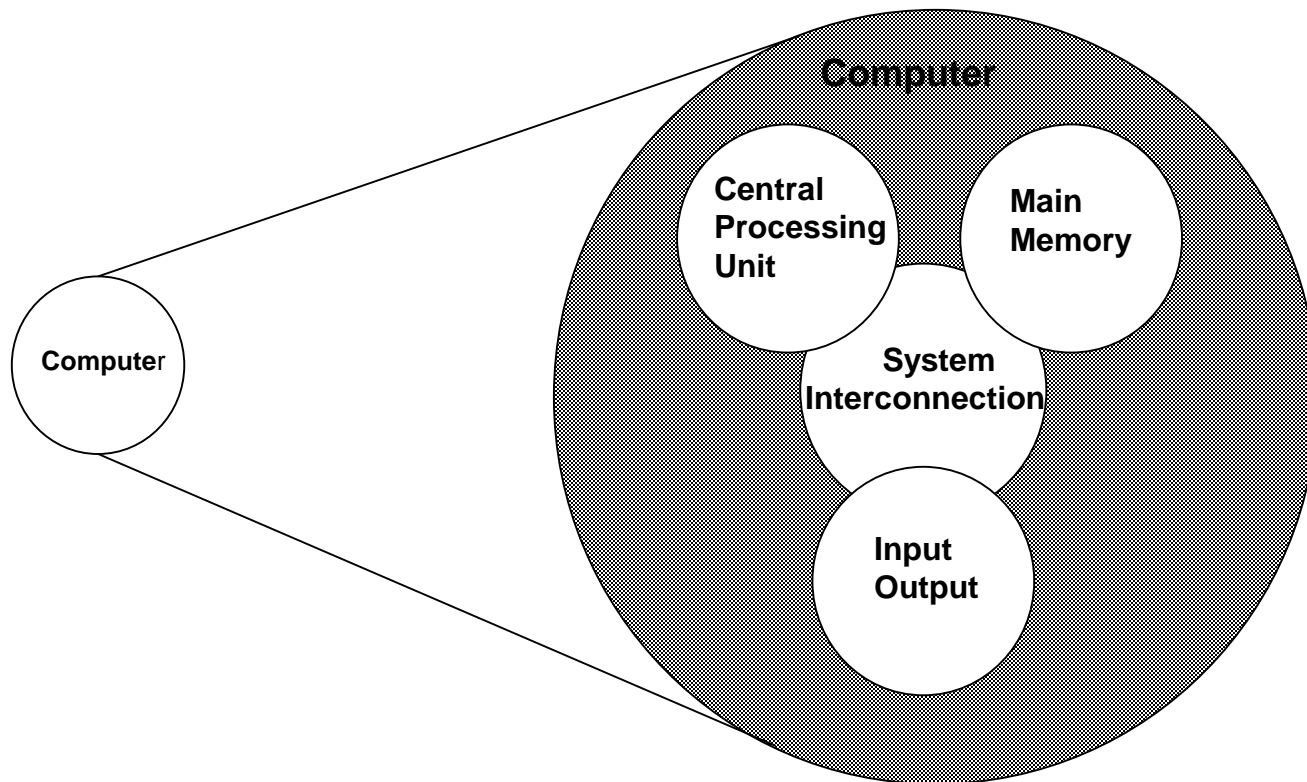 Computer
Central
Processing
Unit
Main
Memory
Computer
System
Interconnection
Input
Output